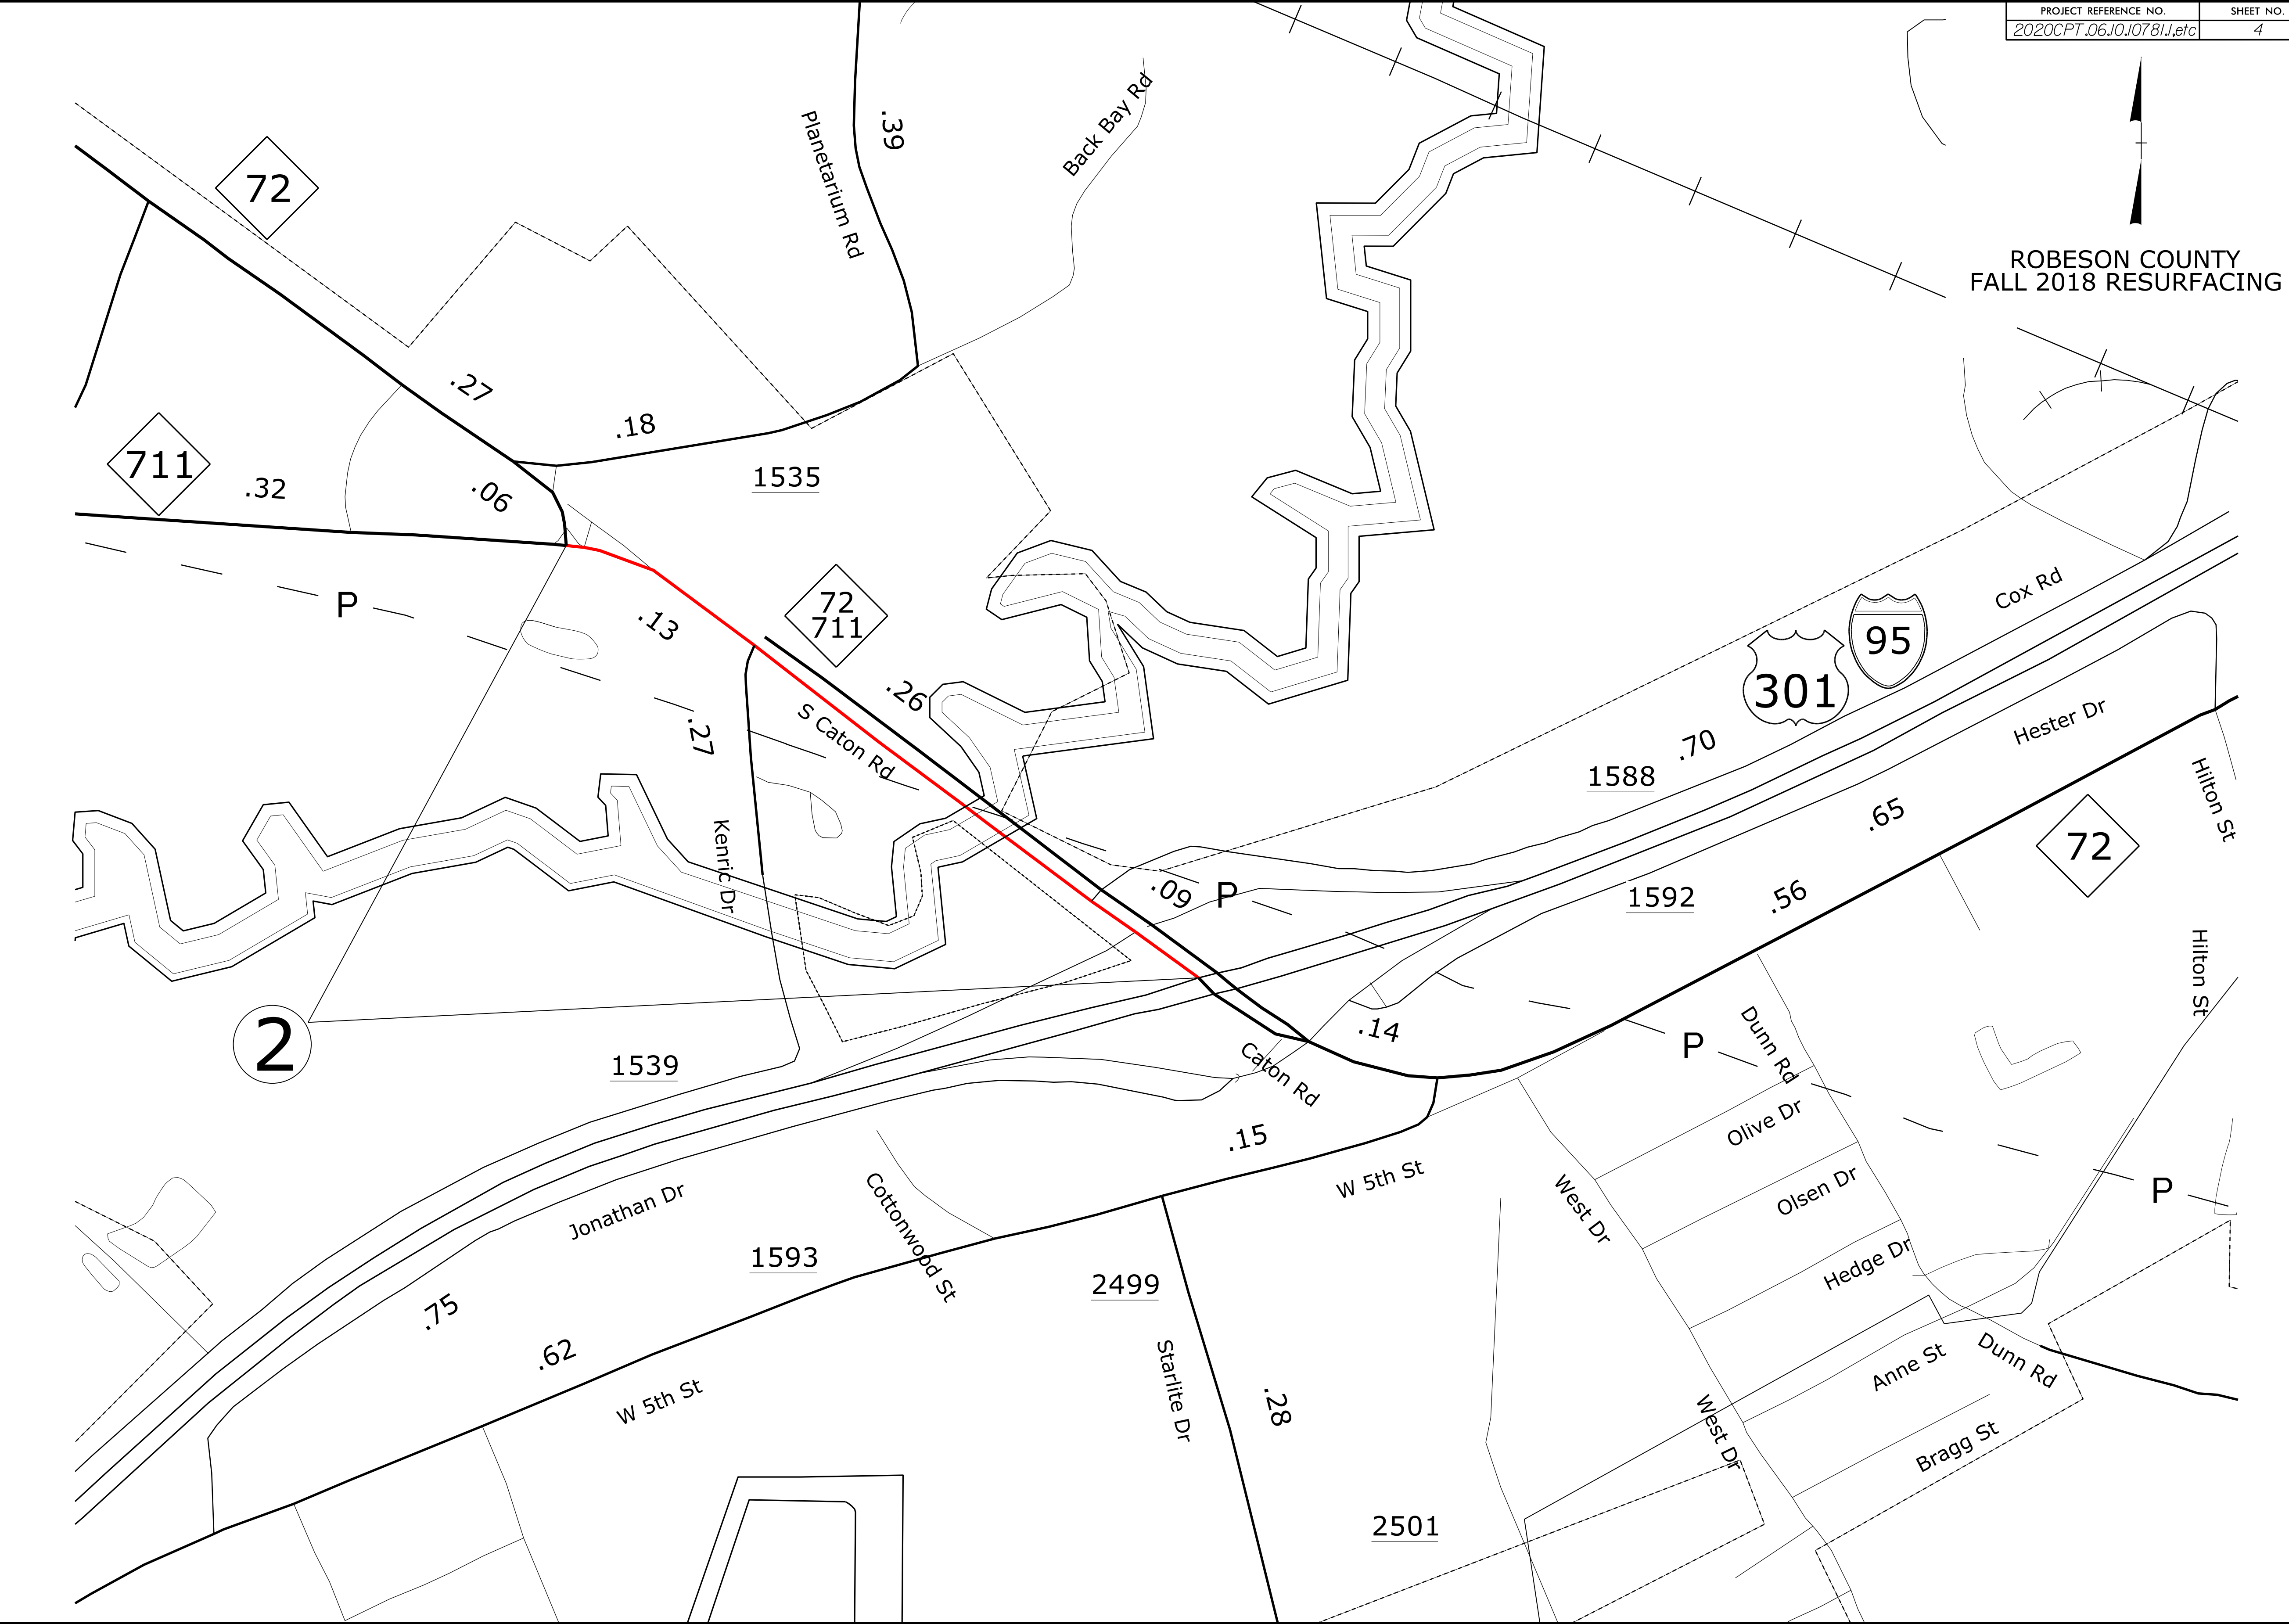 PROJECT REFERENCE NO.
SHEET NO.
2020CPT.06.10.10781.1,etc
4
ROBESON COUNTY
FALL 2018 RESURFACING
72
Planetarium Rd
.39
Back Bay Rd
.27
.18
711
.32
.06
1535
P
.13
72
711
.26
S Caton Rd
.27
Kenric Dr
Cox Rd
95
301
.70
1588
Hester Dr
Hilton St
.65
72
.09
P
1592
.56
Hilton St
2
1539
.14
Caton Rd
P
Dunn Rd
Olive Dr
.15
W 5th St
West Dr
Olsen Dr
P
Jonathan Dr
Cottonwood St
1593
2499
Hedge Dr
.75
.62
W 5th St
Starlite Dr
.28
Anne St
Dunn Rd
West Dr
Bragg St
2501